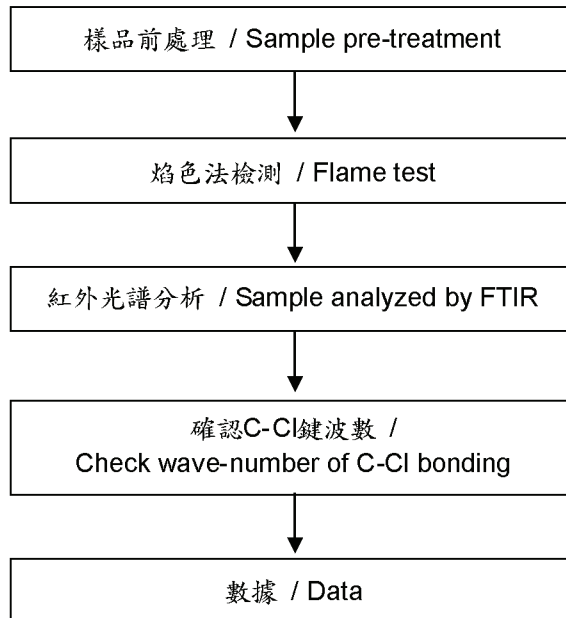 樣品前處理 / Sample pre-treatment
焰色法檢測 / Flame test
紅外光譜分析 / Sample analyzed by FTIR
確認C-Cl鍵波數 /
Check wave-number of C-Cl bonding
數據 / Data